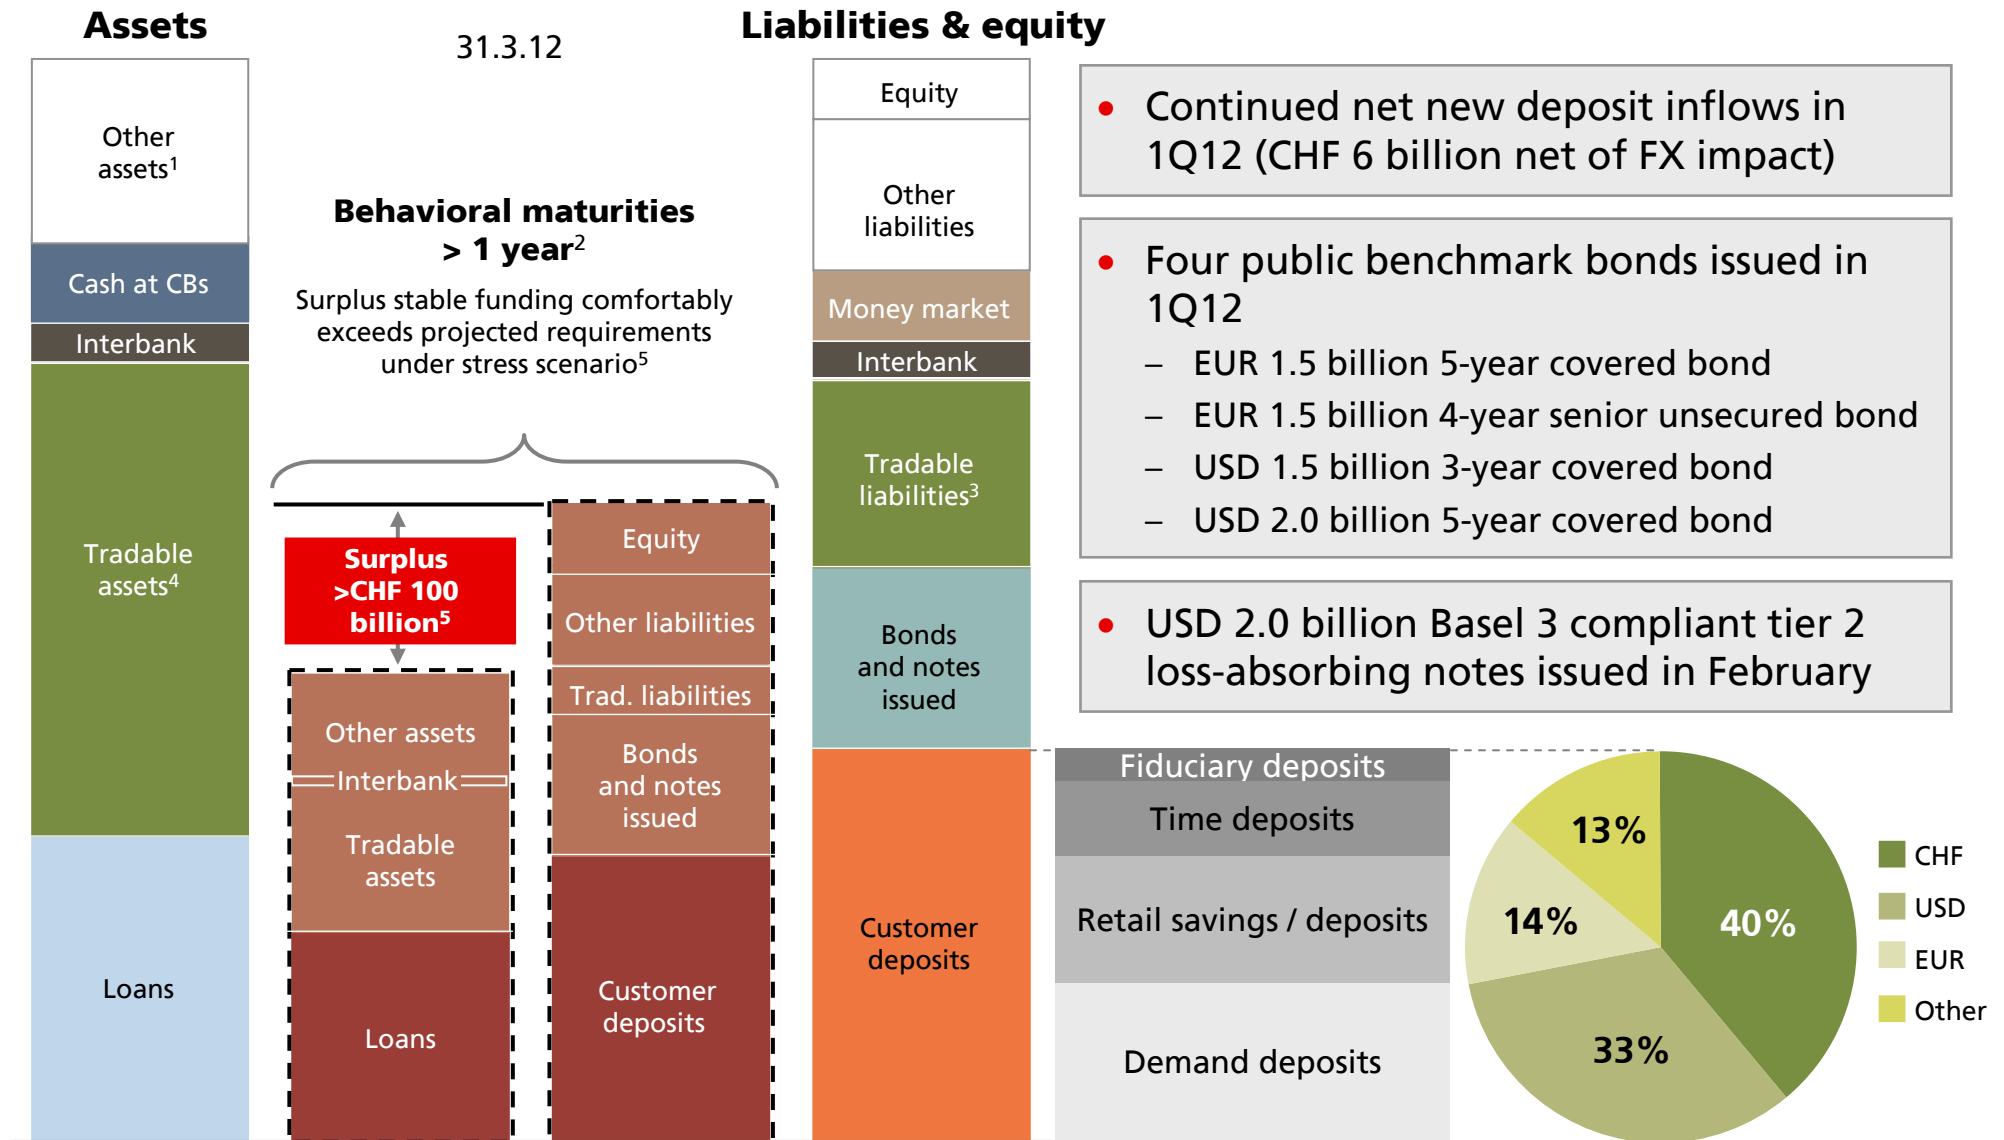 Assets
31.3.12
Liabilities & equity
Other
assets1
Cash at CBs
Interbank
Tradable
assets4
Loans
Behavioral maturities
> 1 year2
Surplus stable funding comfortably
exceeds projected requirements
under stress scenario5
Surplus
>CHF 100
billion5
Other assets
Interbank
Tradable
assets
Loans
Equity
Other liabilities
Trad. liabilities
Bonds
and notes
issued
Customer
deposits
Equity
Other
liabilities
Money market
Interbank
Tradable
liabilities3
Bonds
and notes
issued
Customer
deposits
• Continued net new deposit inflows in
1Q12 (CHF 6 billion net of FX impact)
• Four public benchmark bonds issued in
1Q12
– EUR 1.5 billion 5-year covered bond
– EUR 1.5 billion 4-year senior unsecured bond
– USD 1.5 billion 3-year covered bond
– USD 2.0 billion 5-year covered bond
• USD 2.0 billion Basel 3 compliant tier 2
loss-absorbing notes issued in February
Fiduciary deposits
Time deposits
Retail savings / deposits
Demand deposits
13%
14%
40%
33%
CHF
USD
EUR
Other